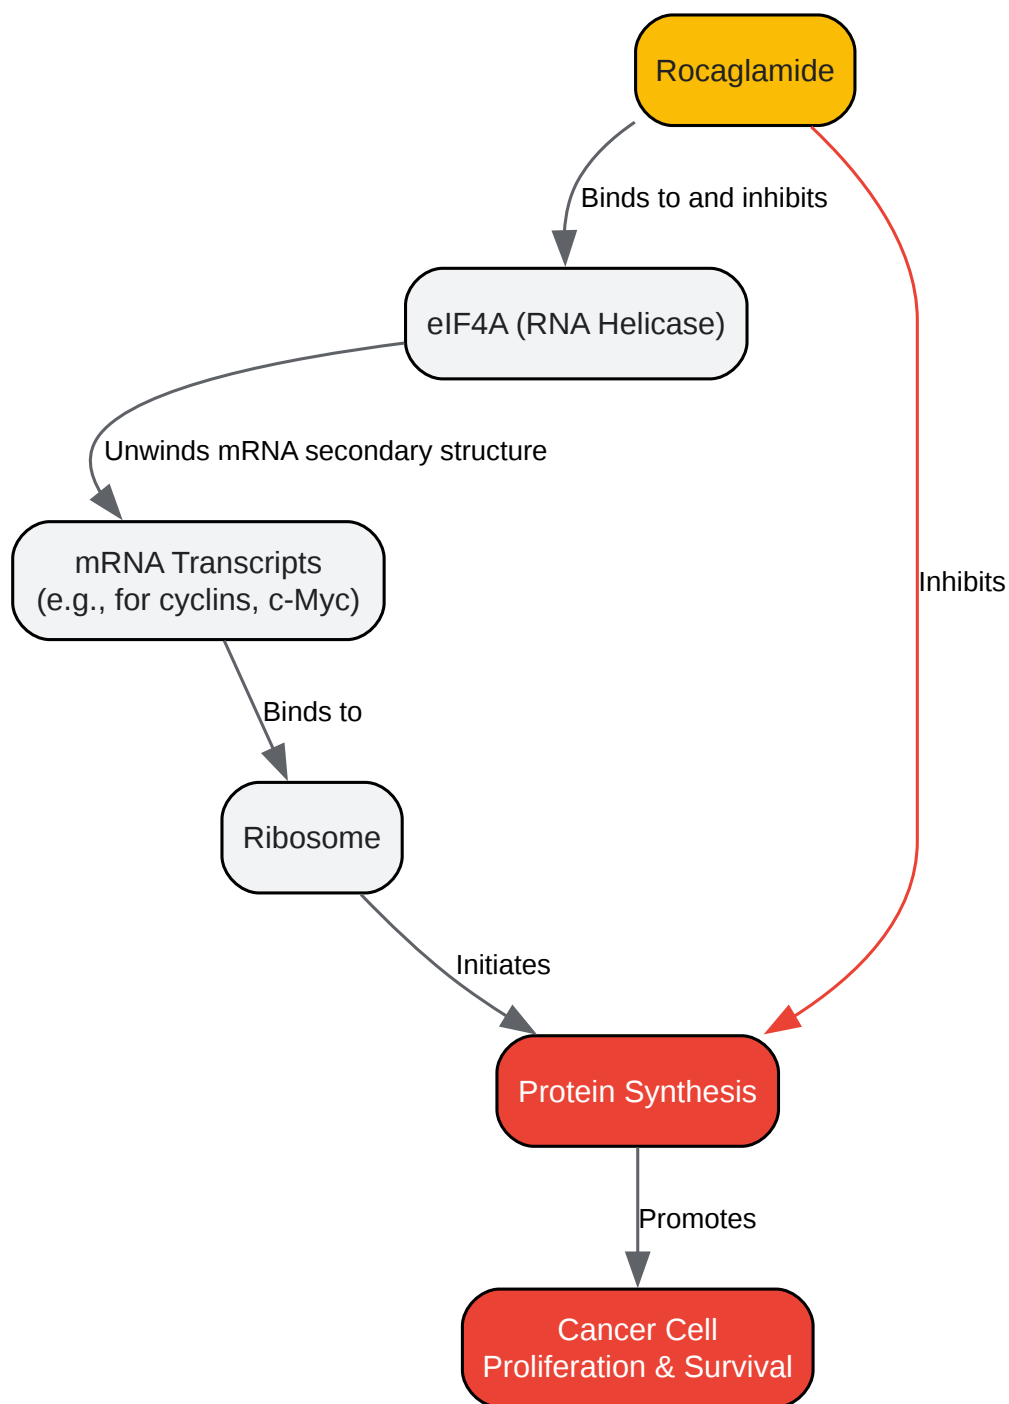 Rocaglamide
Binds to and inhibits
eIF4A (RNA Helicase)
Unwinds mRNA secondary structure
mRNA Transcripts
(e.g., for cyclins, c-Myc)
Inhibits
Binds to
Ribosome
Initiates
Protein Synthesis
Promotes
Cancer Cell
Proliferation & Survival